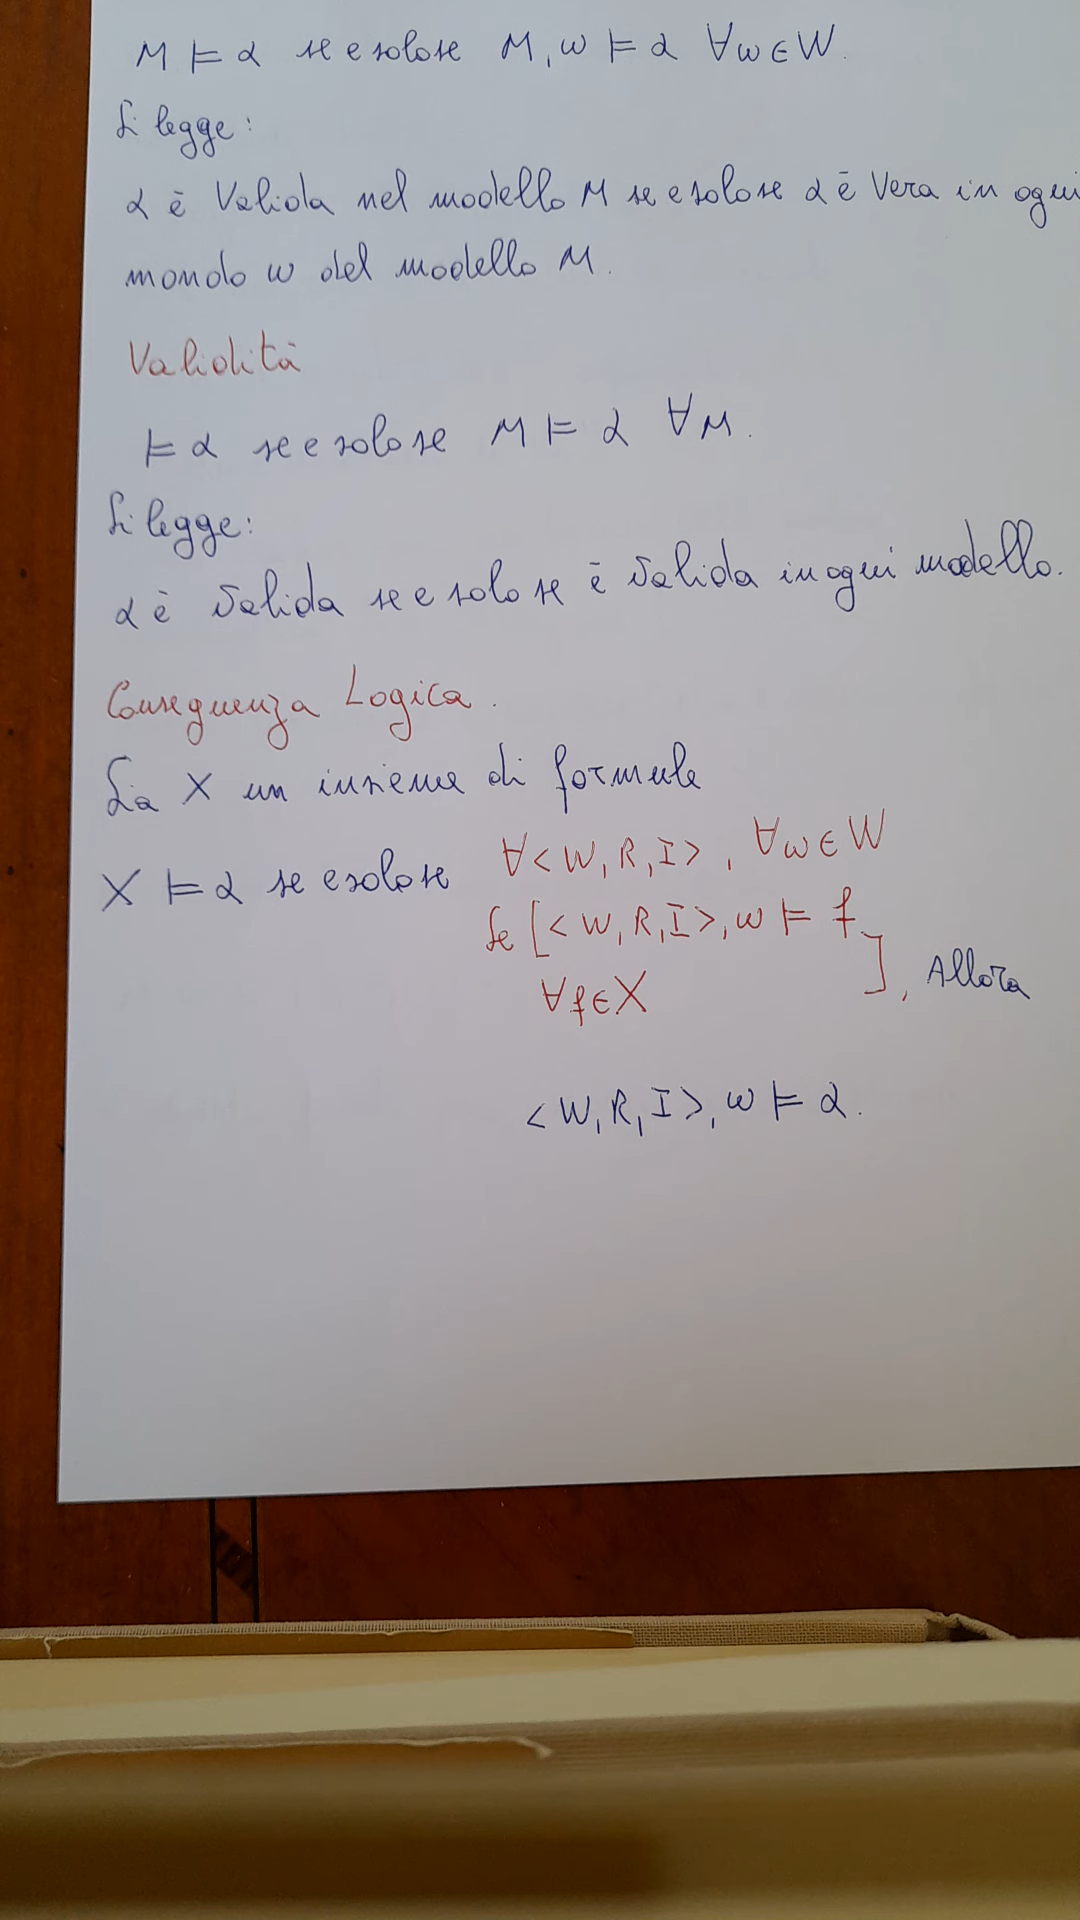 M ⊨ α se e solo se M, w ⊨ α ∀w ∈ W.
Si legge:
α è Valida nel modello M se e solo se α è Vera in ogni
mondo w del modello M.
Validità
⊨ α se e solo se M ⊨ α ∀M.
Si legge:
α è valida se e solo se è valida in ogni modello.
Conseguenza Logica.
Sia X un insieme di formule
X ⊨ α se e solo se ∀<W, R, I>, ∀w ∈ W
Se [<W, R, I>, w ⊨ f
∀f ∈ X ], Allora
<W, R, I>, w ⊨ α.